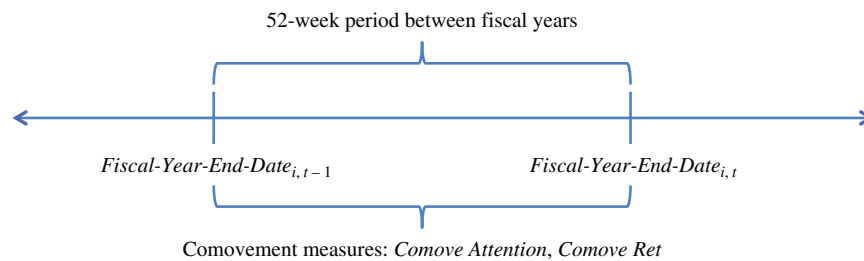 52-week period between fiscal years
Fiscal-Year-End-Date_{i, t − 1} Fiscal-Year-End-Date_{i, t}
Comovement measures: Comove Attention, Comove Ret